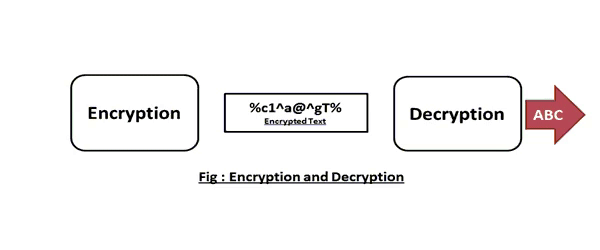 Encryption
%c1^a@^gT%
Encrypted Text
Decryption
ABC
Fig : Encryption and Decryption